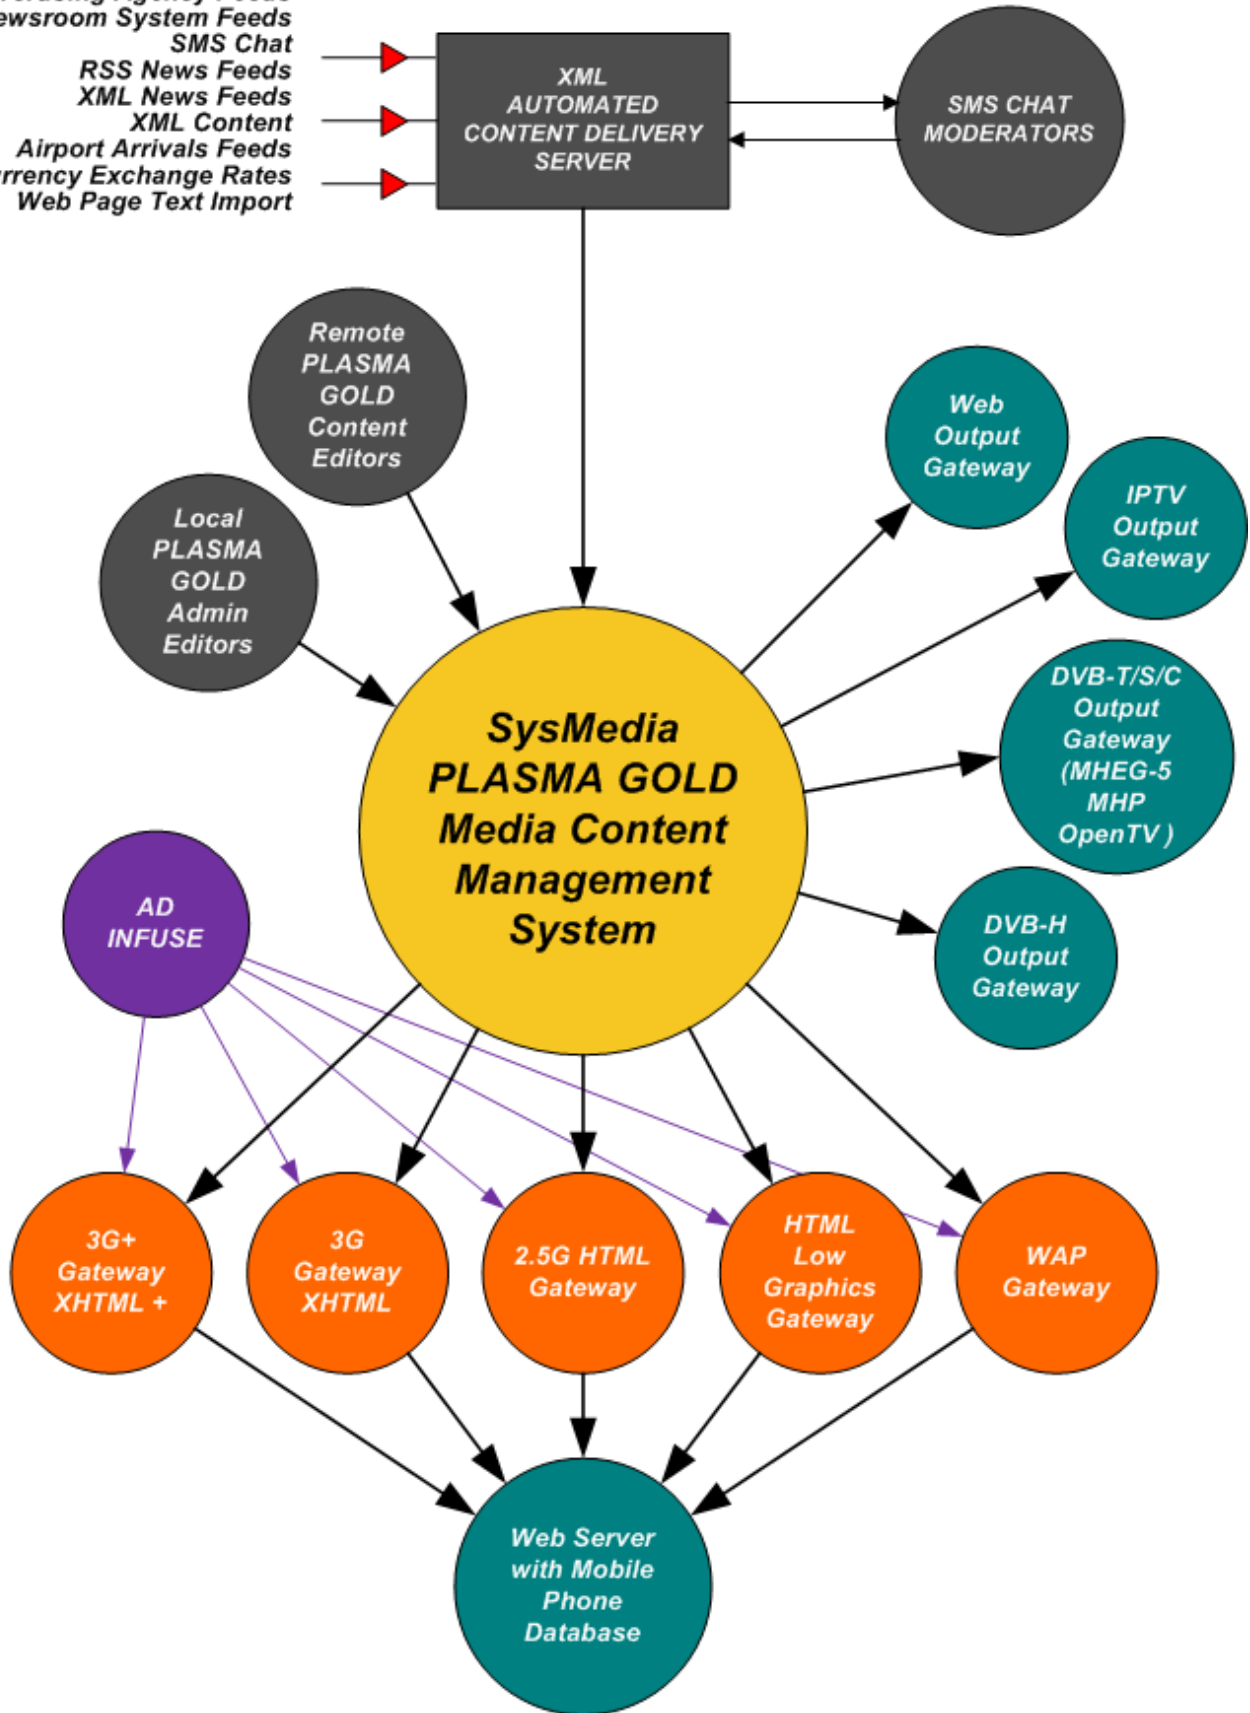 Agency Feeds
System Feeds
SMS Chat
RSS News Feeds
XML News Feeds
XML Content
Airport Arrivals Feeds
Exchange Rates
Web Page Text Import
XML
AUTOMATED
CONTENT DELIVERY
SERVER
SMS CHAT
MODERATORS
Remote
PLASMA
GOLD
Content
Editors
Local
PLASMA
GOLD
Admin
Editors
Web
Output
Gateway
IPTV
Output
Gateway
DVB-T/S/C
Output
Gateway
(MHEG-5
MHP
OpenTV )
DVB-H
Output
Gateway
SysMedia
PLASMA GOLD
Media Content
Management
System
AD
INFUSE
3G+
Gateway
XHTML +
3G
Gateway
XHTML
2.5G HTML
Gateway
HTML
Low
Graphics
Gateway
WAP
Gateway
Web Server
with Mobile
Phone
Database